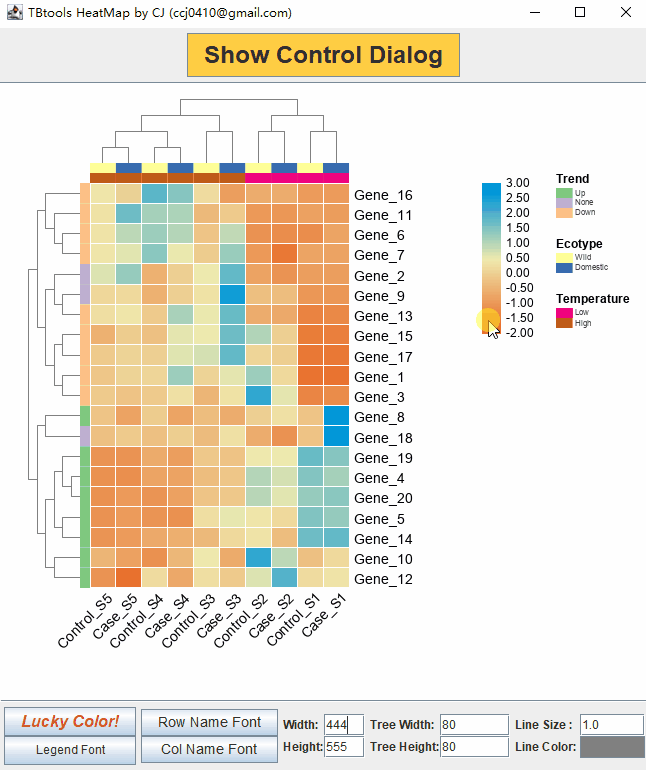 TBtools HeatMap by CJ (ccj0410@gmail.com)
Show Control Dialog
Gene_16
Gene_11
Gene_6
Gene_7
Gene_2
Gene_9
Gene_13
Gene_15
Gene_17
Gene_1
Gene_3
Gene_8
Gene_18
Gene_19
Gene_4
Gene_20
Gene_5
Gene_14
Gene_10
Gene_12
Control_S5
Case_S5
Control_S4
Case_S4
Control_S3
Case_S3
Control_S2
Case_S2
Control_S1
Case_S1
3.00
2.50
2.00
1.50
1.00
0.50
0.00
-0.50
-1.00
-1.50
-2.00
Trend
Up
None
Down
Ecotype
Wild
Domestic
Temperature
Low
High
Lucky Color!
Row Name Font
Width: 444 Tree Width: 80 Line Size : 1.0
Legend Font
Col Name Font
Height: 555 Tree Height: 80 Line Color: